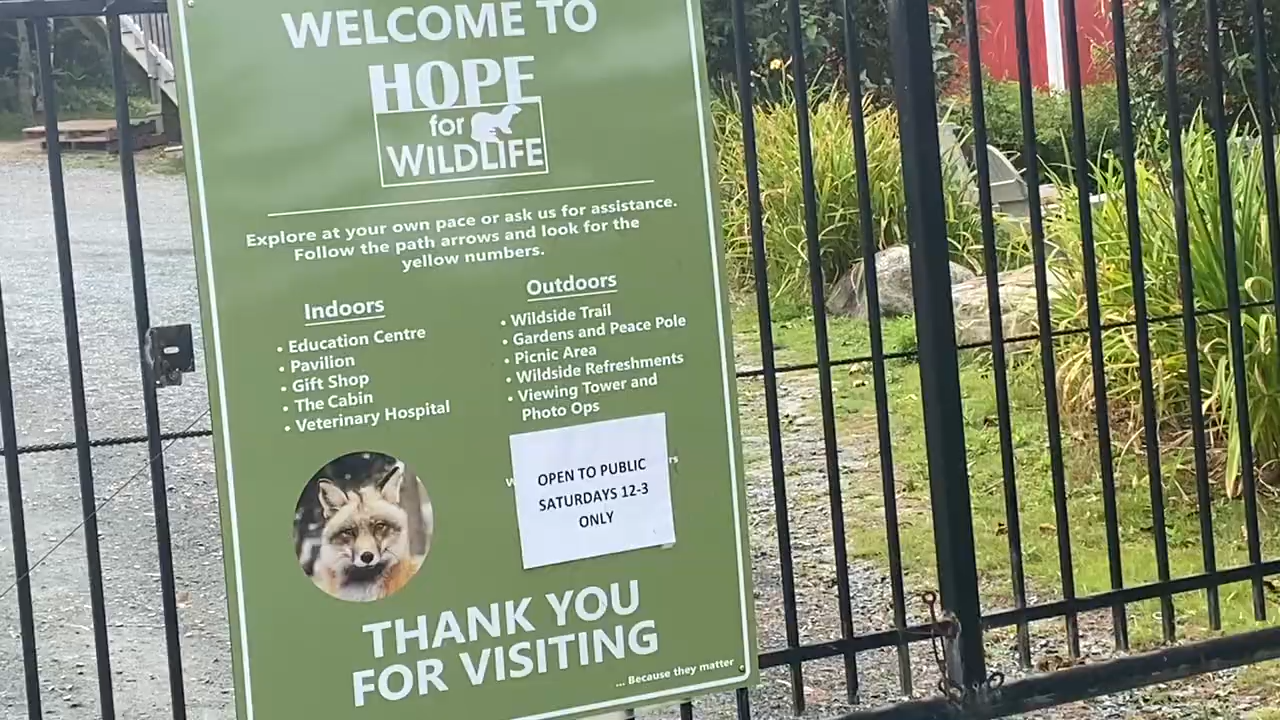 WELCOME TO
HOPE
for
WILDLIFE
Explore at your own pace or ask us for assistance.
Follow the path arrows and look for the
yellow numbers.
Indoors
• Education Centre
• Pavilion
• Gift Shop
• The Cabin
• Veterinary Hospital
Outdoors
• Wildside Trail
• Gardens and Peace Pole
• Picnic Area
• Wildside Refreshments
• Viewing Tower and
Photo Ops
OPEN TO PUBLIC
SATURDAYS 12-3
ONLY
THANK YOU
FOR VISITING
... Because they matter